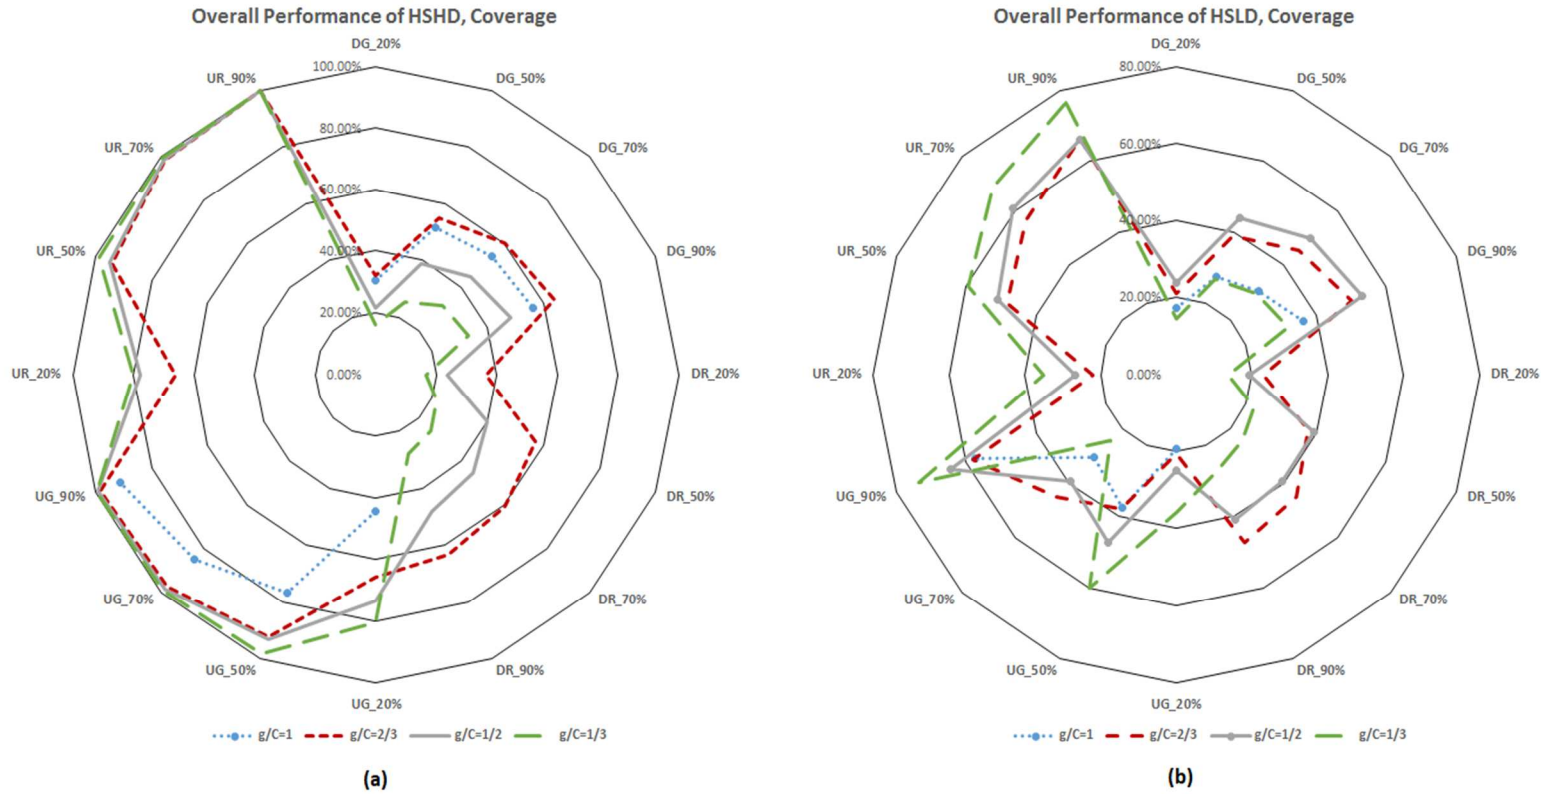 Overall Performance of HSHD, Coverage
DG_20%
100.00%
DG_50%
UR_90%
80.00%
UR_70%
DG_70%
60.00%
UR_50%
DG_90%
40.00%
20.00%
UR_20%
0.00%
DR_20%
UG_90%
DR_50%
UG_70%
DR_70%
UG_50%
DR_90%
UG_20%
g/C=1 g/C=2/3 g/C=1/2 g/C=1/3
(a)
Overall Performance of HSLD, Coverage
DG_20%
80.00%
DG_50%
UR_90%
60.00%
UR_70%
DG_70%
40.00%
UR_50%
DG_90%
20.00%
UR_20%
0.00%
DR_20%
UG_90%
DR_50%
UG_70%
DR_70%
UG_50%
DR_90%
UG_20%
g/C=1 g/C=2/3 g/C=1/2 g/C=1/3
(b)